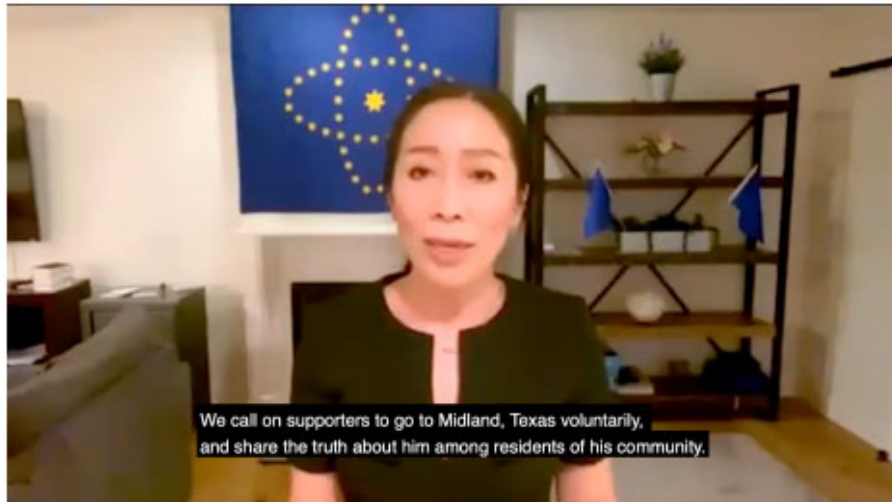 We call on supporters to go to Midland, Texas voluntarily,
and share the truth about him among residents of his community.